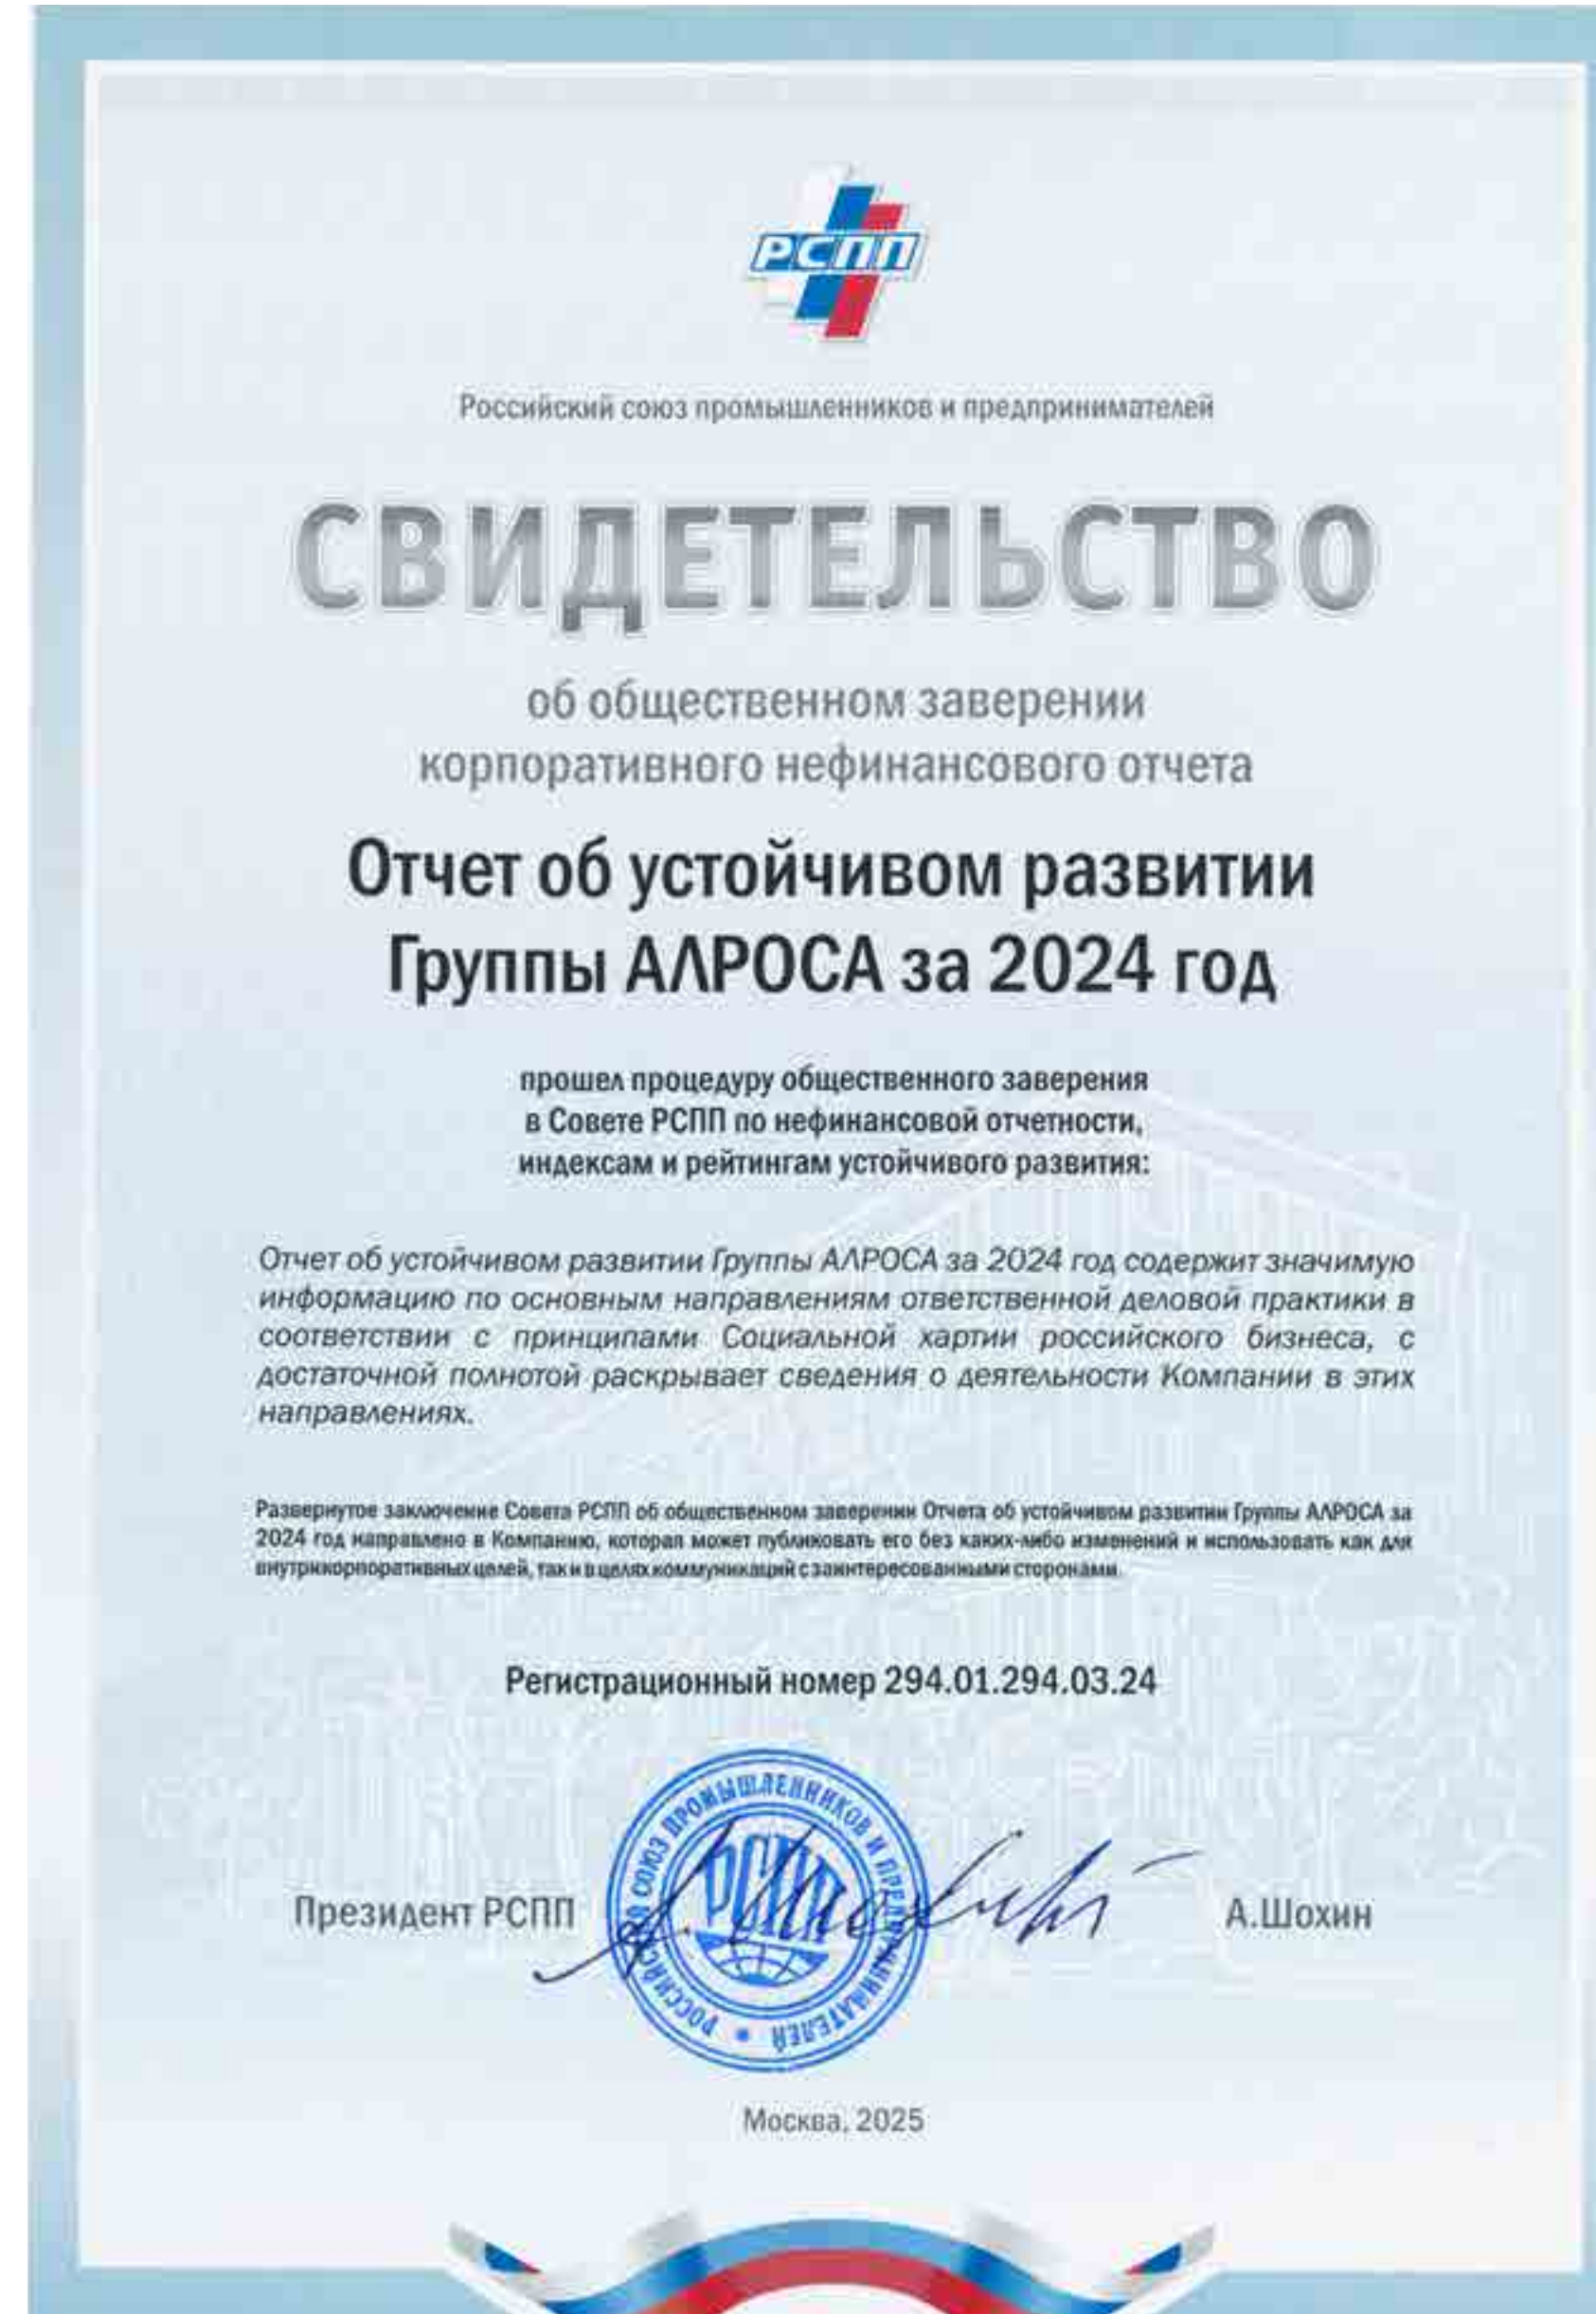 РСПП
Российский союз промышленников и предпринимателей
СВИДЕТЕЛЬСТВО
об общественном заверении
корпоративного нефинансового отчета
Отчет об устойчивом развитии
Группы АЛРОСА за 2024 год
прошел процедуру общественного заверения
в Совете РСПП по нефинансовой отчетности,
индексам и рейтингам устойчивого развития:
Отчет об устойчивом развитии Группы АЛРОСА за 2024 год содержит значимую
информацию по основным направлениям ответственной деловой практики в
соответствии с принципами Социальной хартии российского бизнеса, с
достаточной полнотой раскрывает сведения о деятельности Компании в этих
направлениях.
Развернутое заключение Совета РСПП об общественном заверении Отчета об устойчивом развитии Группы АЛРОСА за
2024 год направлено в Компанию, которая может публиковать его без каких-либо изменений и использовать как для
внутрикорпоративных целей, так и в целях коммуникаций с заинтересованными сторонами.
Регистрационный номер 294.01.294.03.24
РОССИЙСКИЙ СОЮЗ ПРОМЫШЛЕННИКОВ И ПРЕДПРИНИМАТЕЛЕЙ
РСПП
Президент РСПП
А.Шохин
Москва, 2025